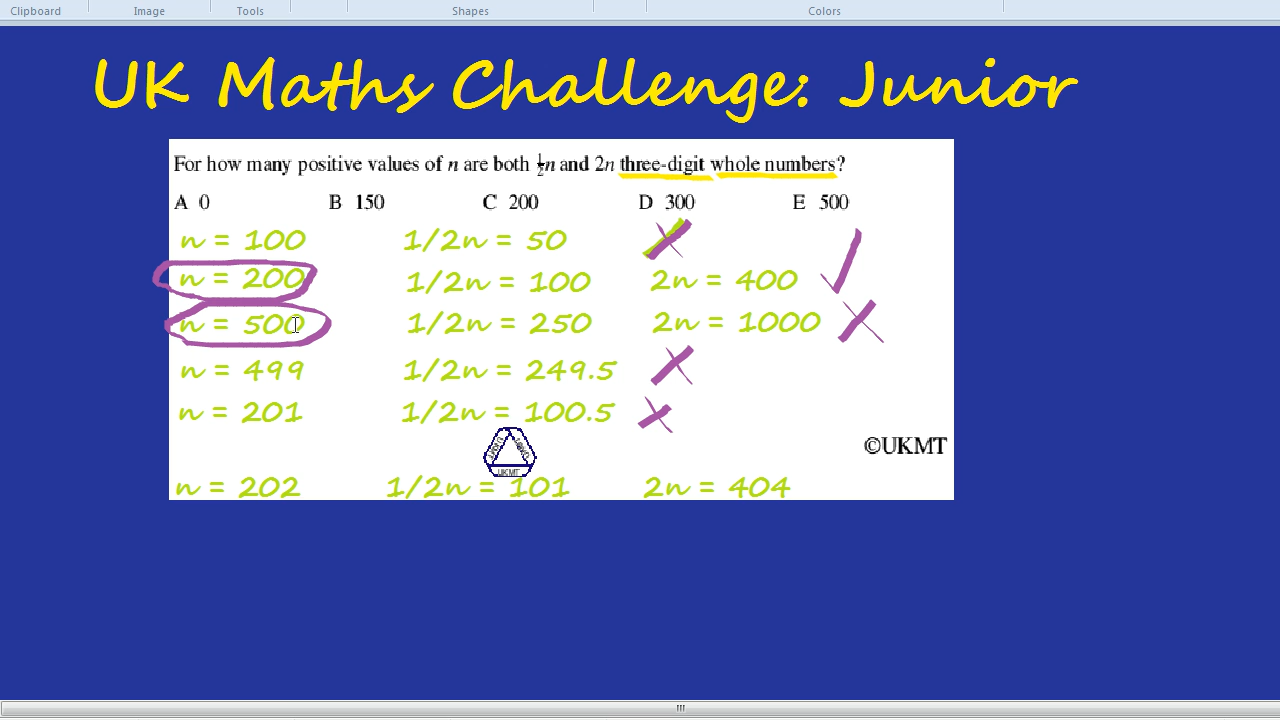 Clipboard Image Tools Shapes Colors
UK Maths Challenge: Junior
For how many positive values of n are both ½n and 2n three-digit whole numbers?
A 0 B 150 C 200 D 300 E 500
n = 100 1/2n = 50
n = 200 1/2n = 100 2n = 400
n = 500 1/2n = 250 2n = 1000
n = 499 1/2n = 249.5
n = 201 1/2n = 100.5
©UKMT
UKMT
n = 202 1/2n = 101 2n = 404